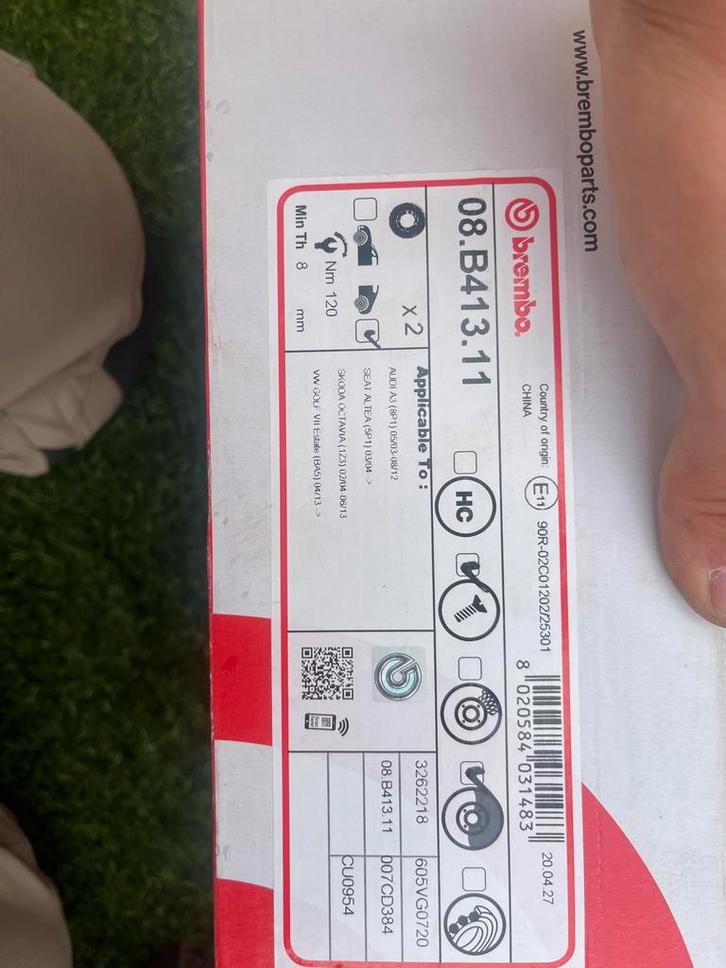 www.bremboparts.com
brembo.
Country of origin:
CHINA
E11
90R-02C01202/25301
8 020584 031483
20.04.27
08.B413.11
HC
x 2
Nm 120
Min Th 8 mm
Applicable To :
AUDI A3 (8P1) 05/03-08/12
SEAT ALTEA (5P1) 03/04 ->
SKODA OCTAVIA (1Z3) 02/04-06/13
VW GOLF VII Estate (BA5) 04/13 ->
3262218
605VG0720
08.B413.11
007CD384
CU0954